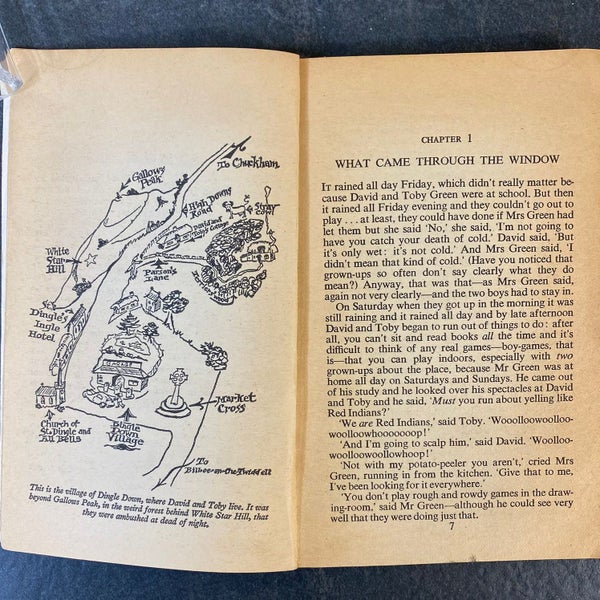 To Chuckham
Gallows
Peak
High Downs
Road
Parson's
Lane
White
Star
Hill
St.
Dingle's
Ingle
Hotel
Market
Cross
Church of
St. Dingle and
All Bells
Dingle
Down
Village
To
This is the village of Dingle Down, where David and Toby live. It was
beyond Gallows Peak, in the weird forest behind White Star Hill, that
they were ambushed at dead of night.
CHAPTER 1
WHAT CAME THROUGH THE WINDOW
IT rained all day Friday, which didn't really matter be-
cause David and Toby Green were at school. But then
it rained all Friday evening and they couldn't go out to
play ... at least, they could have done if Mrs Green had
let them but she said 'No,' she said, 'I'm not going to
have you catch your death of cold.' David said, 'But
it's only wet: it's not cold.' And Mrs Green said, 'I
didn't mean that kind of cold.' (Have you noticed that
grown-ups so often don't say clearly what they do
mean?) Anyway, that was that—as Mrs Green said,
again not very clearly—and the two boys had to stay in.
On Saturday when they got up in the morning it was
still raining and it rained all day and by late afternoon
David and Toby began to run out of things to do: after
all, you can't sit and read books all the time and it's
difficult to think of any real games—boy-games, that
is—that you can play indoors, especially with two
grown-ups about the place, because Mr Green was at
home all day on Saturdays and Sundays. He came out
of his study and he looked over his spectacles at David
and Toby and he said, 'Must you run about yelling like
Red Indians?'
'We are Red Indians,' said Toby. 'Wooolloowoolloo-
woolloowhoooooooop!'
'And I'm going to scalp him,' said David. 'Woolloo-
woolloowoolloowhoop!'
'Not with my potato-peeler you aren't,' cried Mrs
Green, running in from the kitchen. 'Give that to me,
I've been looking for it everywhere.'
'You don't play rough and rowdy games in the draw-
ing-room,' said Mr Green—although he could see very
well that they were doing just that.
7